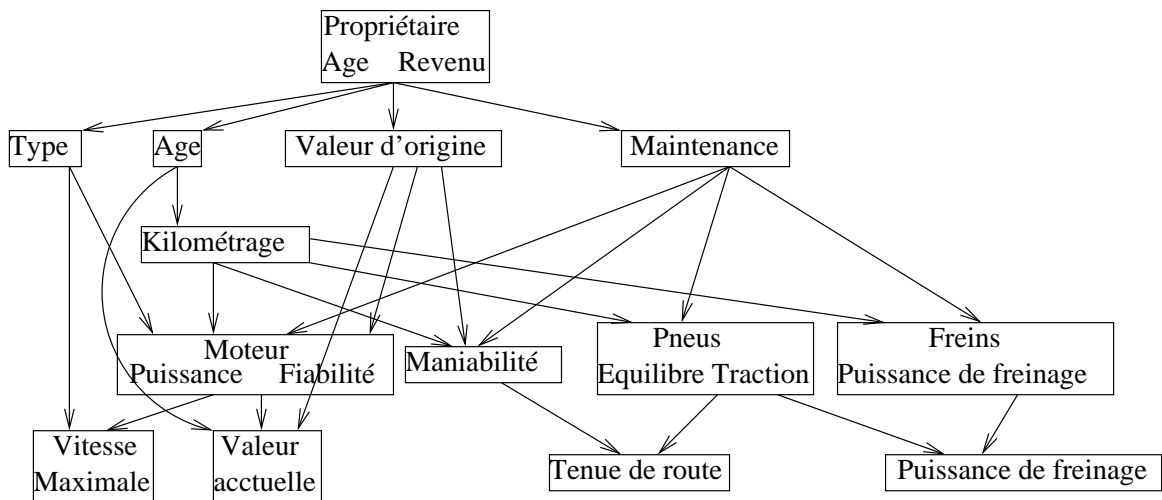 Propriétaire
Age Revenu
Type
Age
Valeur d'origine
Maintenance
Kilométrage
Moteur
Puissance Fiabilité
Maniabilité
Pneus
Equilibre Traction
Freins
Puissance de freinage
Vitesse
Maximale
Valeur
acctuelle
Tenue de route
Puissance de freinage